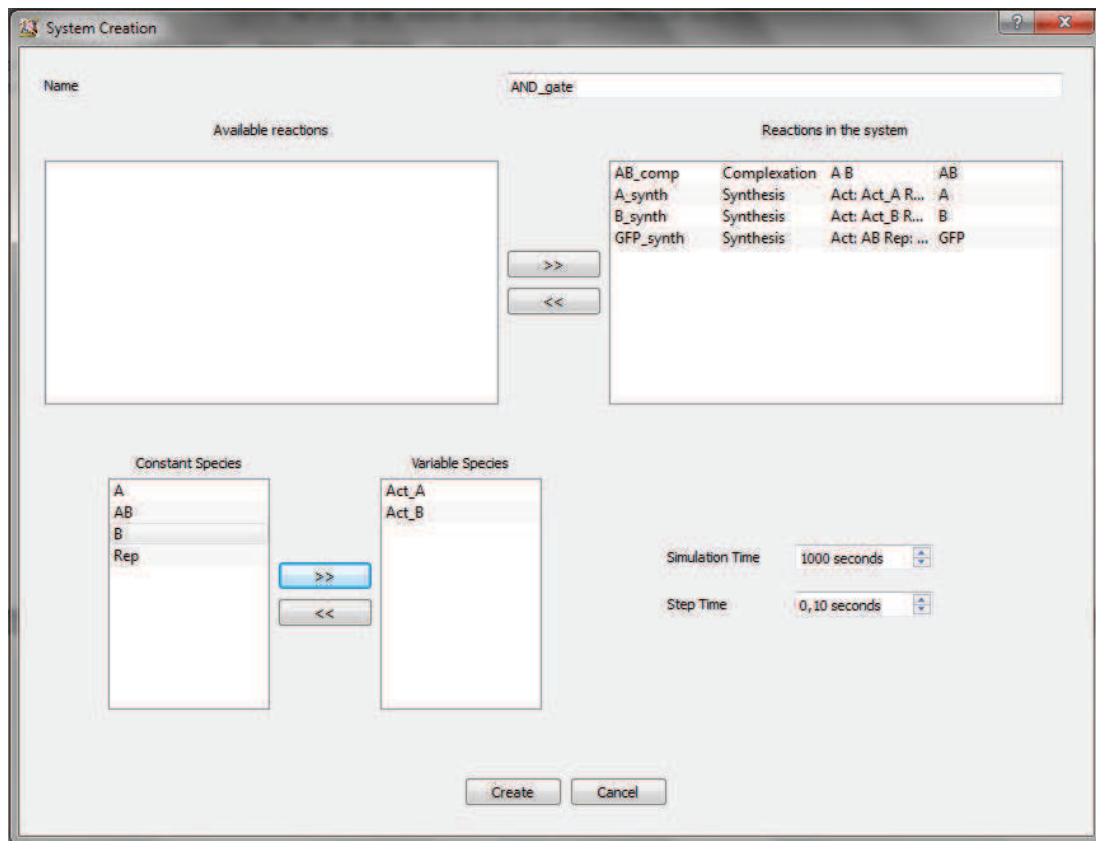 System Creation
Name AND_gate
Available reactions
Reactions in the system
AB_comp Complexation A B AB
A_synth Synthesis Act: Act_A R... A
B_synth Synthesis Act: Act_B R... B
GFP_synth Synthesis Act: AB Rep: ... GFP
>>
<<
Constant Species
A
AB
B
Rep
>>
<<
Variable Species
Act_A
Act_B
Simulation Time 1000 seconds
Step Time 0,10 seconds
Create Cancel